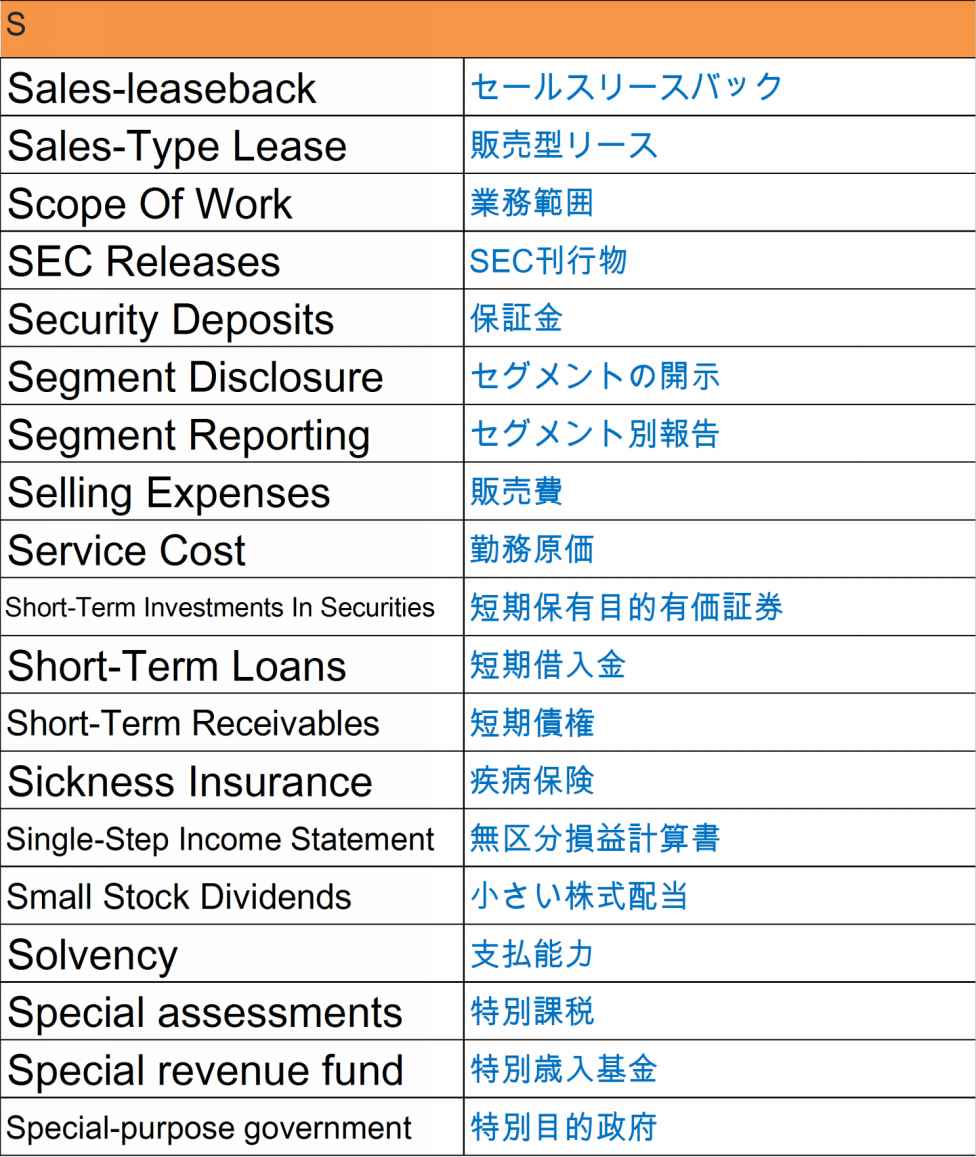 S
Sales-leaseback セールスリースバック
Sales-Type Lease 販売型リース
Scope Of Work 業務範囲
SEC Releases SEC刊行物
Security Deposits 保証金
Segment Disclosure セグメントの開示
Segment Reporting セグメント別報告
Selling Expenses 販売費
Service Cost 勤務原価
Short-Term Investments In Securities 短期保有目的有価証券
Short-Term Loans 短期借入金
Short-Term Receivables 短期債権
Sickness Insurance 疾病保険
Single-Step Income Statement 無区分損益計算書
Small Stock Dividends 小さい株式配当
Solvency 支払能力
Special assessments 特別課税
Special revenue fund 特別歳入基金
Special-purpose government 特別目的政府